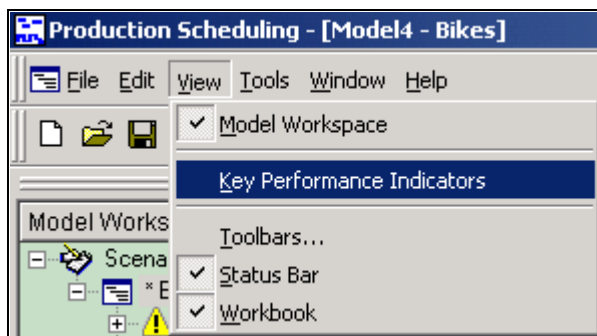 Production Scheduling - [Model4 - Bikes]
File Edit View Tools Window Help
Model Workspace
Key Performance Indicators
Model Works
Toolbars...
Scena
Status Bar
* E
Workbook